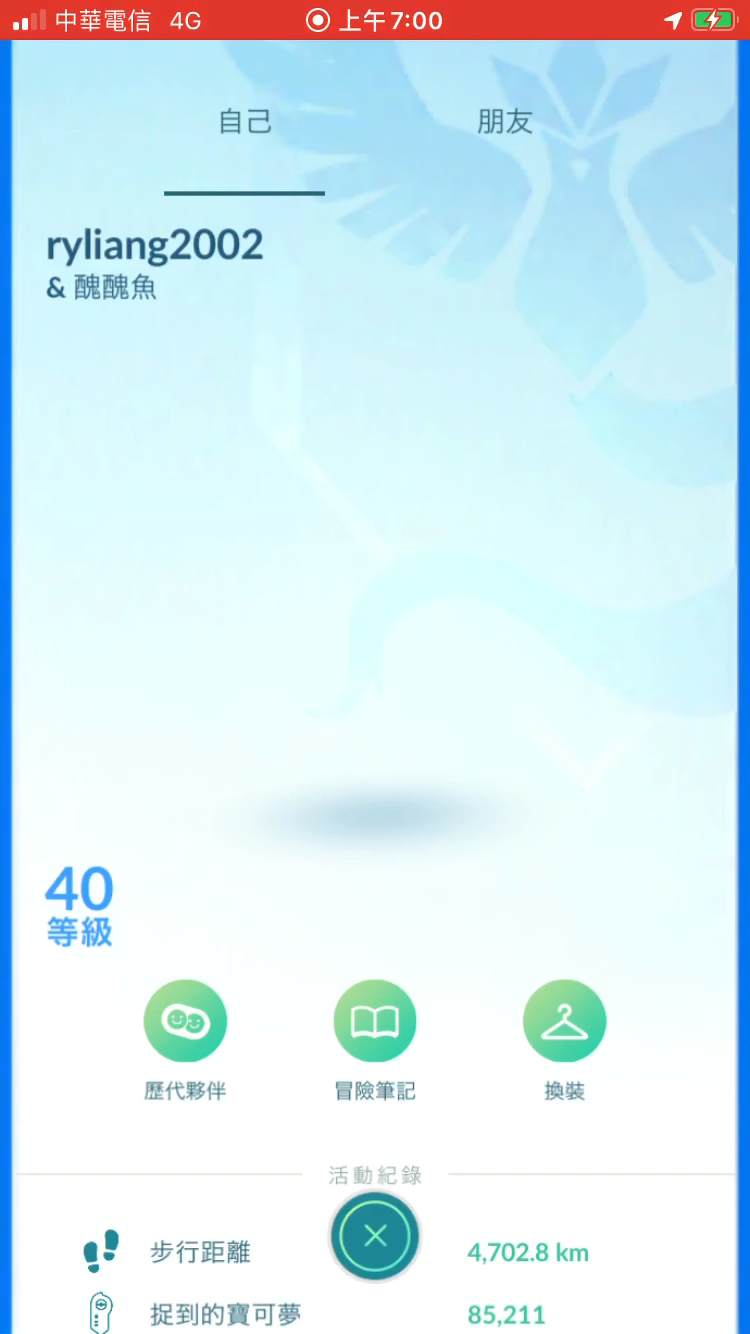 中華電信 4G 上午7:00
自己 朋友
ryliang2002
& 醜醜魚
40
等級
歷代夥伴 冒險筆記 換裝
活動紀錄
步行距離 4,702.8 km
捉到的寶可夢 85,211